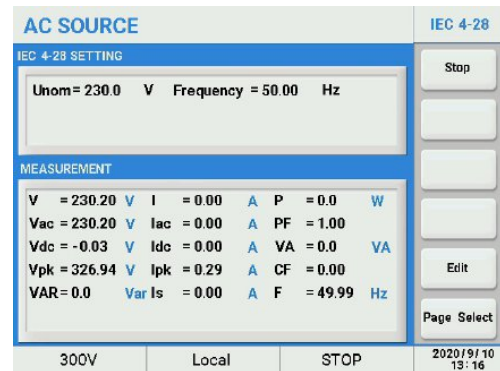 AC SOURCE
IEC 4-28
IEC 4-28 SETTING
Unom= 230.0 V Frequency = 50.00 Hz
MEASUREMENT
V = 230.20 V I = 0.00 A P = 0.0 W
Vac = 230.20 V Iac = 0.00 A PF = 1.00
Vdc = -0.03 V Idc = 0.00 A VA = 0.0 VA
Vpk = 326.94 V Ipk = 0.29 A CF = 0.00
VAR= 0.0 Var Is = 0.00 A F = 49.99 Hz
Stop
Edit
Page Select
300V Local STOP
2020/9/10
13:16